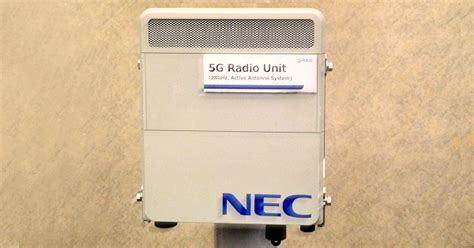 5G Radio Unit
(28GHz, Active Antenna System)
NEC